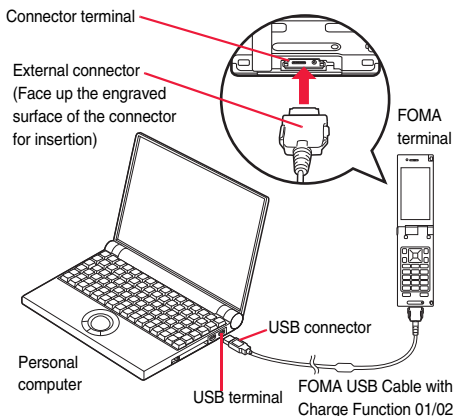 Connector terminal
External connector
(Face up the engraved
surface of the connector
for insertion)
FOMA
terminal
USB connector
Personal
computer
USB terminal
FOMA USB Cable with
Charge Function 01/02